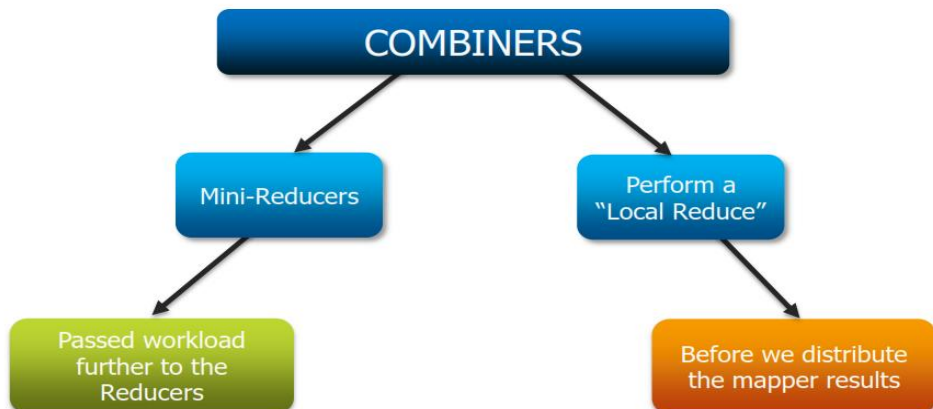 COMBINERS
Mini-Reducers
Perform a
“Local Reduce”
Passed workload
further to the
Reducers
Before we distribute
the mapper results